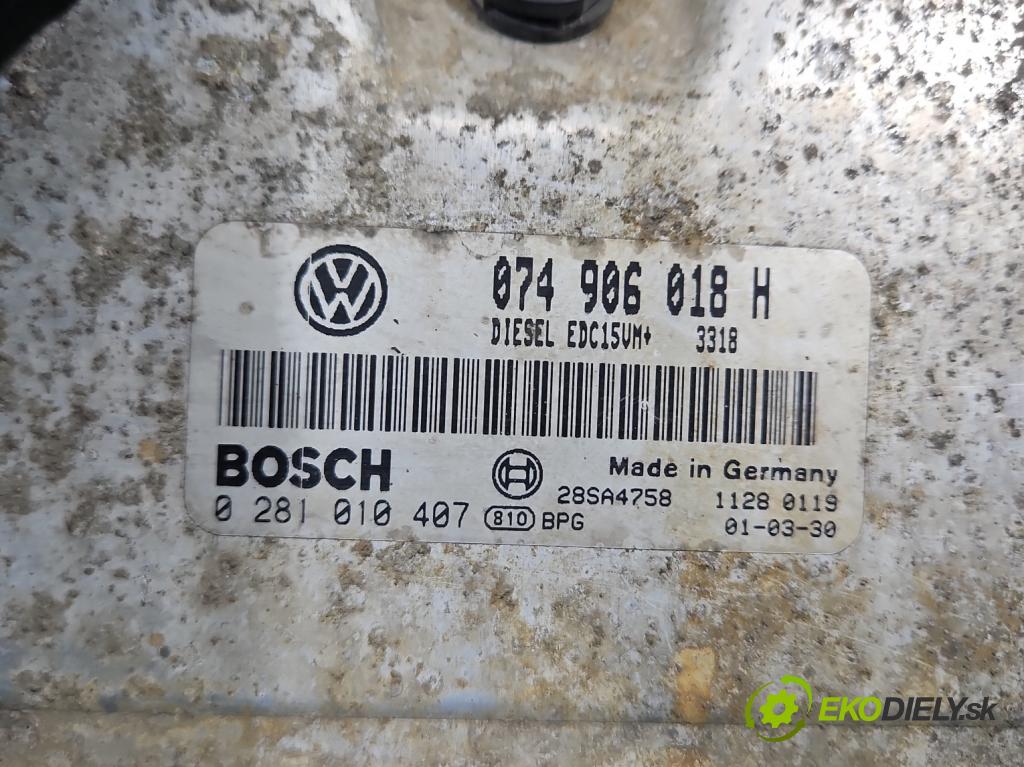 074 906 018 H
DIESEL EDC15VM+ 3318
BOSCH
Made in Germany
28SA4758 1128 0119
0 281 010 407 810 BPG 01-03-30
EKODIELY.sk